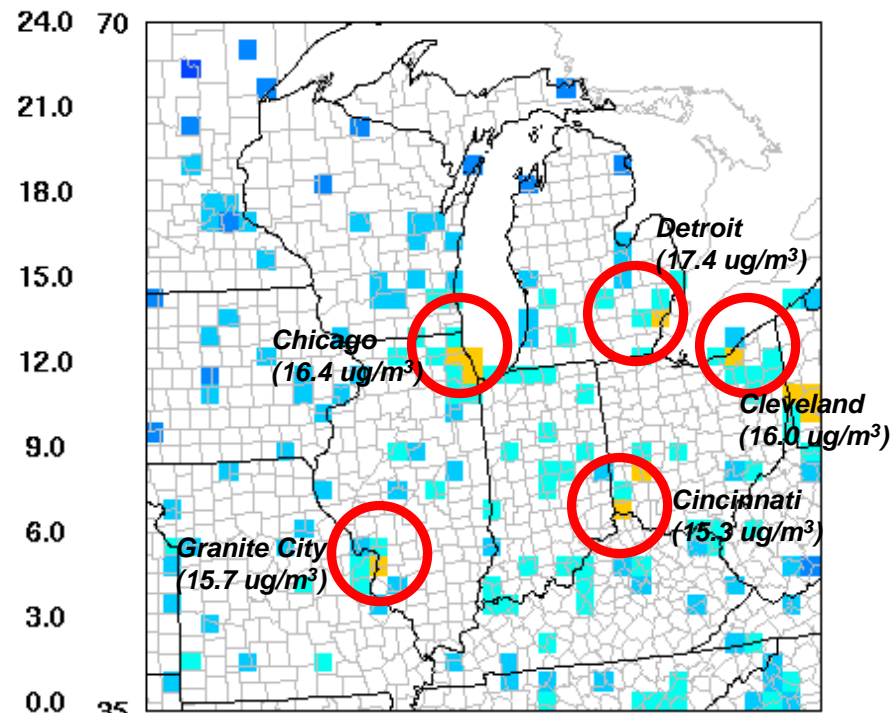 24.0
70
21.0
18.0
15.0
12.0
9.0
6.0
3.0
0.0
35
Detroit
(17.4 ug/m³)
Chicago
(16.4 ug/m³)
Cleveland
(16.0 ug/m³)
Cincinnati
(15.3 ug/m³)
Granite City
(15.7 ug/m³)